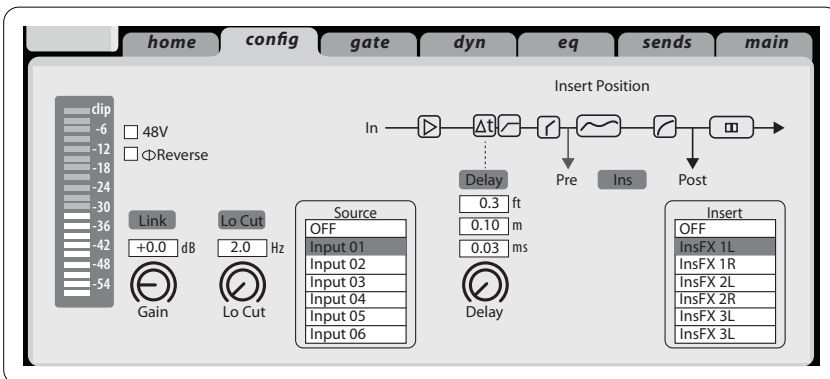 home config gate dyn eq sends main
Insert Position
clip
-6
-12
-18
-24
-30
-36
-42
-48
-54
48V
ΦReverse
In
Δt
Pre
Ins
Post
Link
+0.0 dB
Gain
Lo Cut
2.0 Hz
Lo Cut
Source
OFF
Input 01
Input 02
Input 03
Input 04
Input 05
Input 06
Delay
0.3 ft
0.10 m
0.03 ms
Delay
Insert
OFF
InsFX 1L
InsFX 1R
InsFX 2L
InsFX 2R
InsFX 3L
InsFX 3L